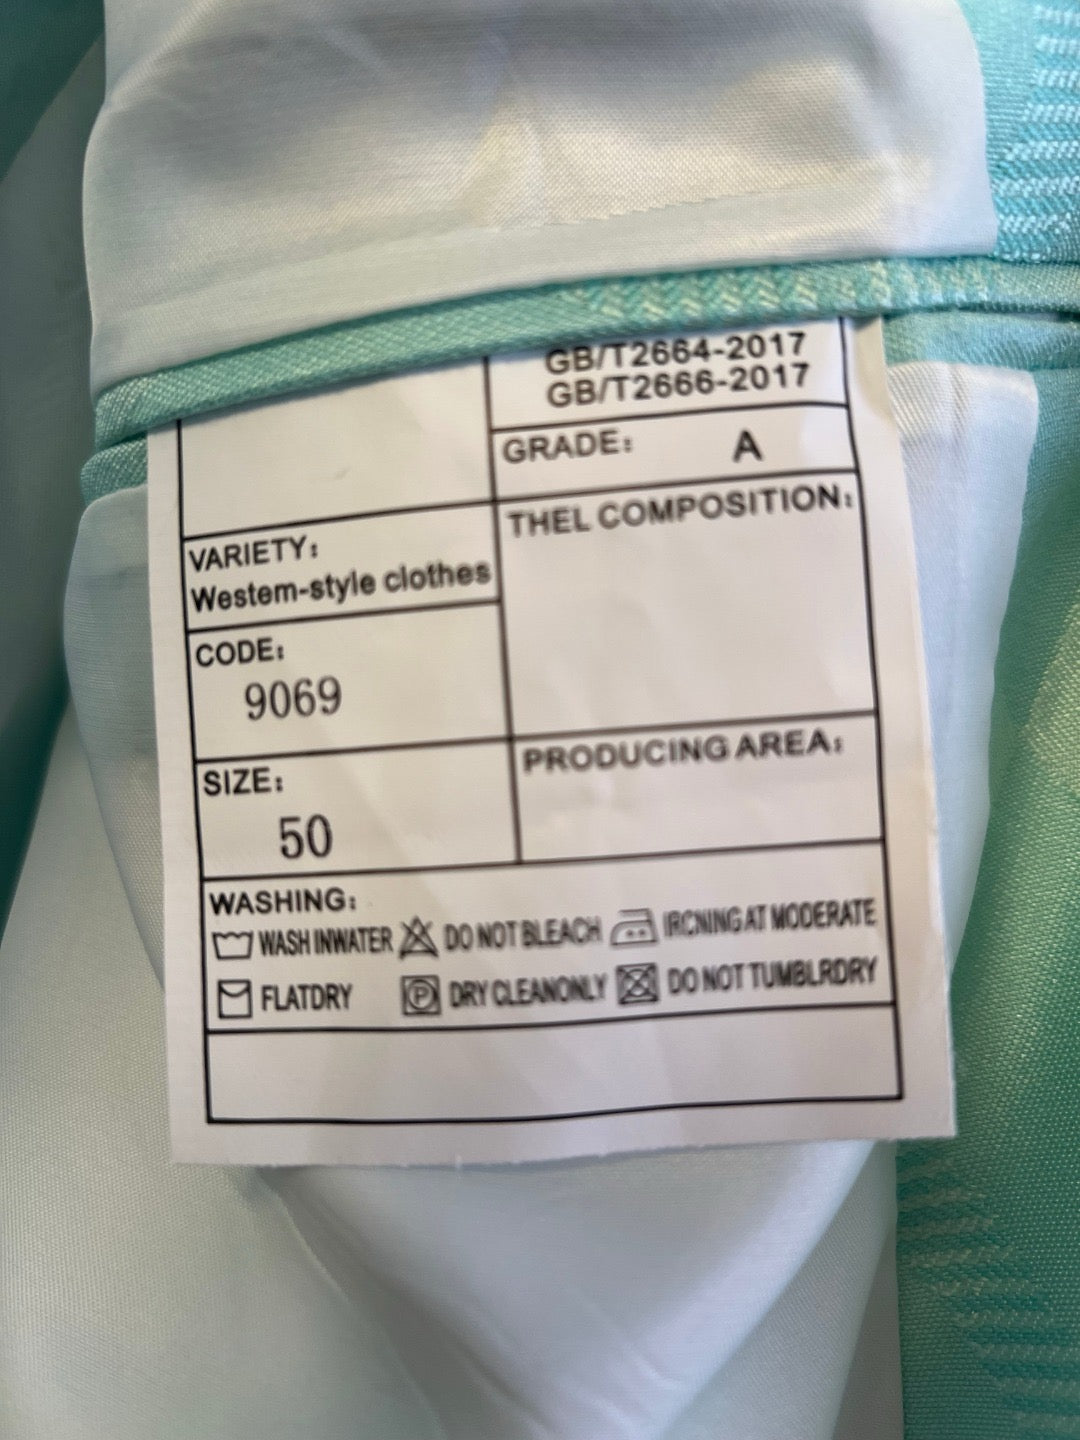 GB/T2664-2017
GB/T2666-2017
GRADE: A
THEL COMPOSITION:
VARIETY:
Westem-style clothes
CODE:
9069
SIZE:
50
PRODUCING AREA:
WASHING:
WASH INWATER DO NOT BLEACH IRCNING AT MODERATE
FLATDRY P DRY CLEANONLY DO NOT TUMBLRDRY